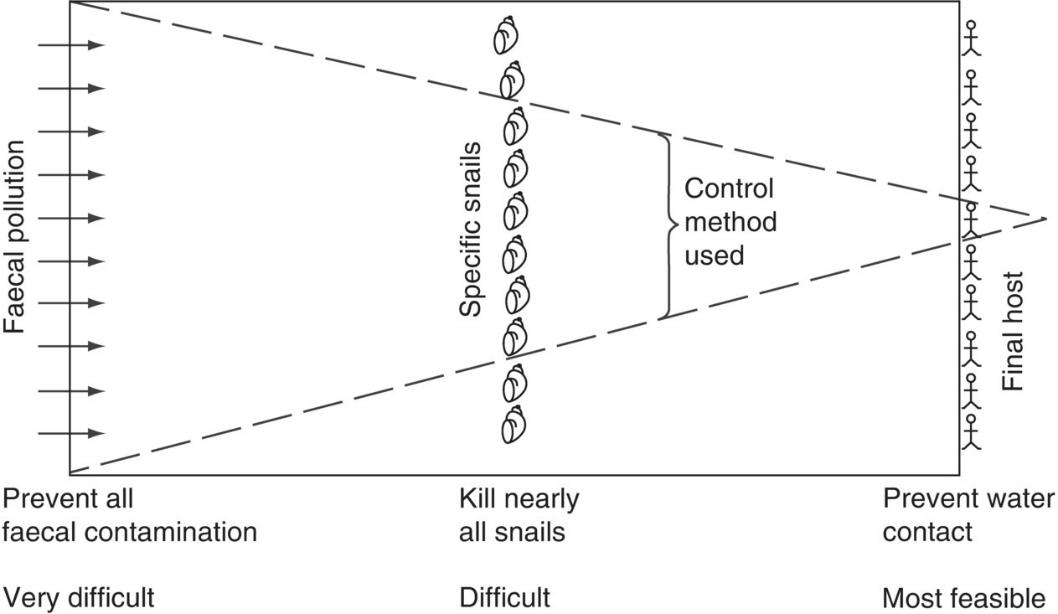 Faecal pollution
Specific snails
Control
method
used
Final host
Prevent all
faecal contamination
Kill nearly
all snails
Prevent water
contact
Very difficult
Difficult
Most feasible